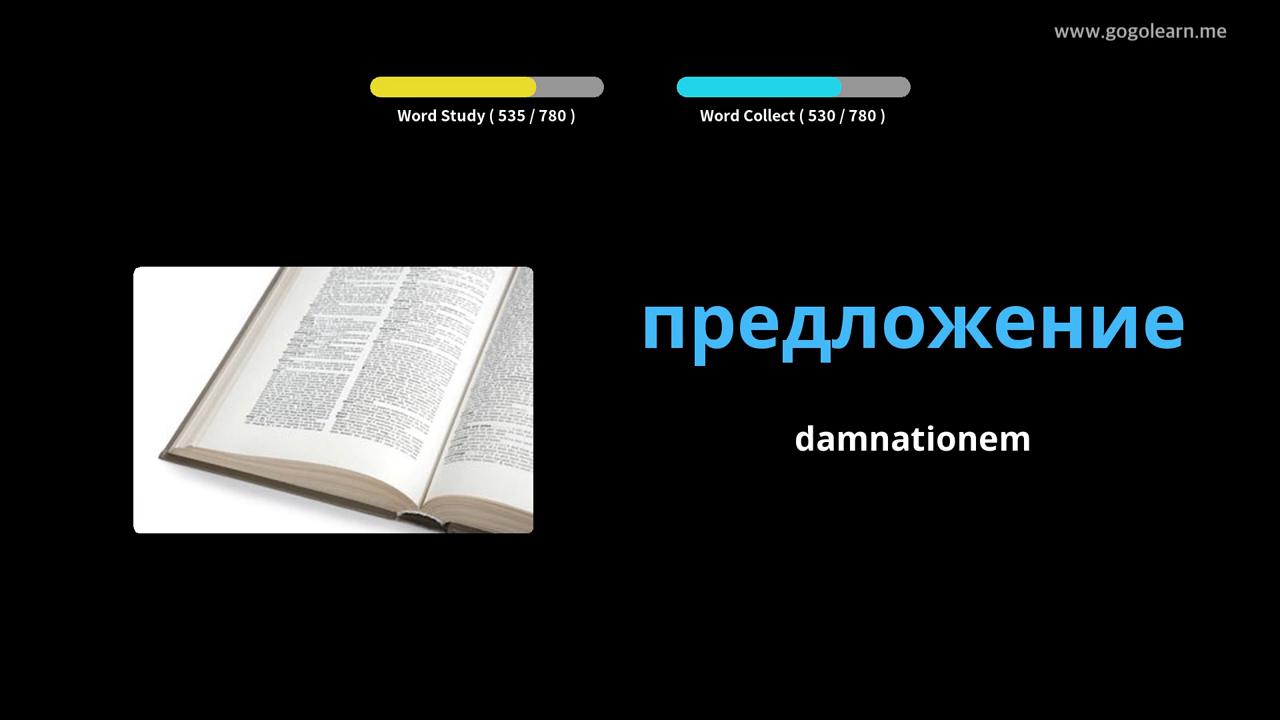 www.gogolearn.me
Word Study ( 535 / 780 )
Word Collect ( 530 / 780 )
предложение
damnationem